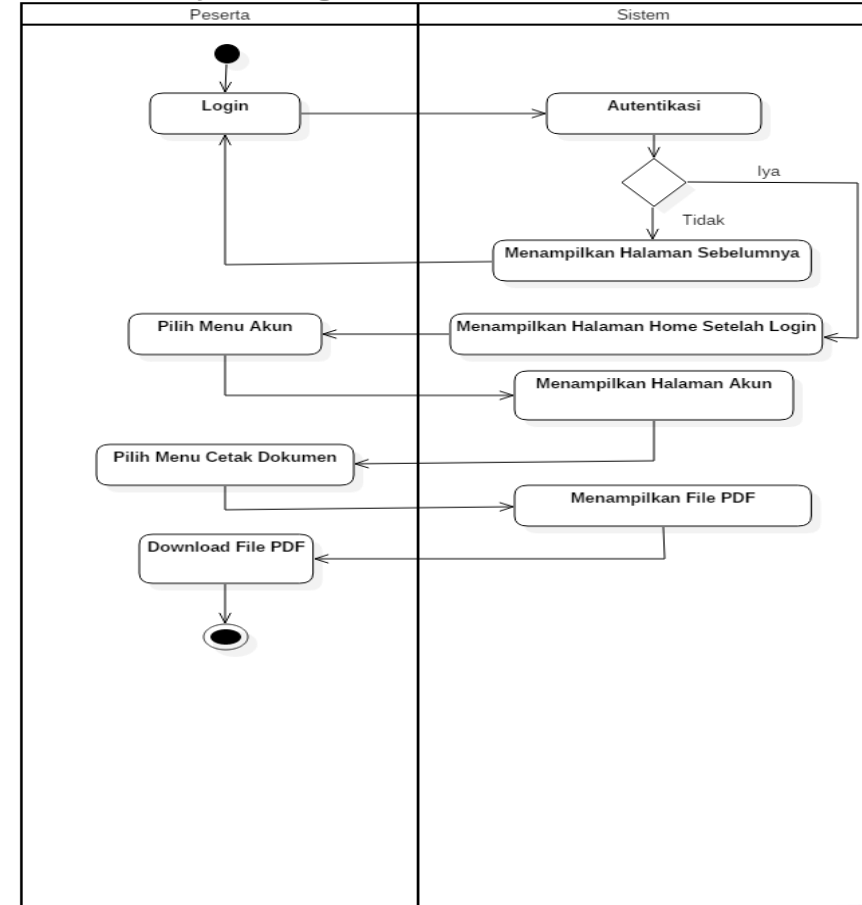 Peserta
Sistem
Login
Autentikasi
Iya
Tidak
Menampilkan Halaman Sebelumnya
Pilih Menu Akun
Menampilkan Halaman Home Setelah Login
Menampilkan Halaman Akun
Pilih Menu Cetak Dokumen
Menampilkan File PDF
Download File PDF